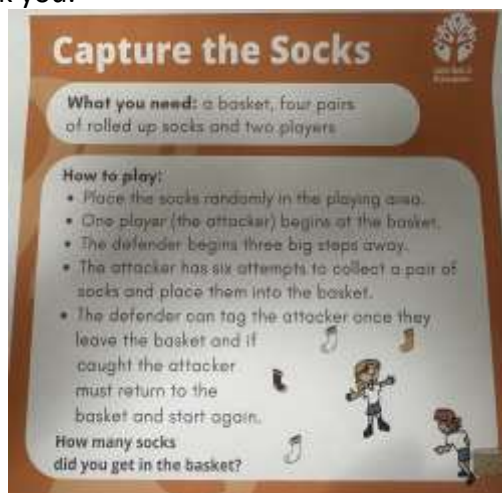 k you.
Capture the Socks
What you need: a basket, four pairs
of rolled up socks and two players
How to play:
• Place the socks randomly in the playing area.
• One player (the attacker) begins at the basket.
• The defender begins three big steps away.
• The attacker has six attempts to collect a pair of
socks and place them into the basket.
• The defender can tag the attacker once they
leave the basket and if
caught the attacker
must return to the
basket and start again.
How many socks
did you get in the basket?